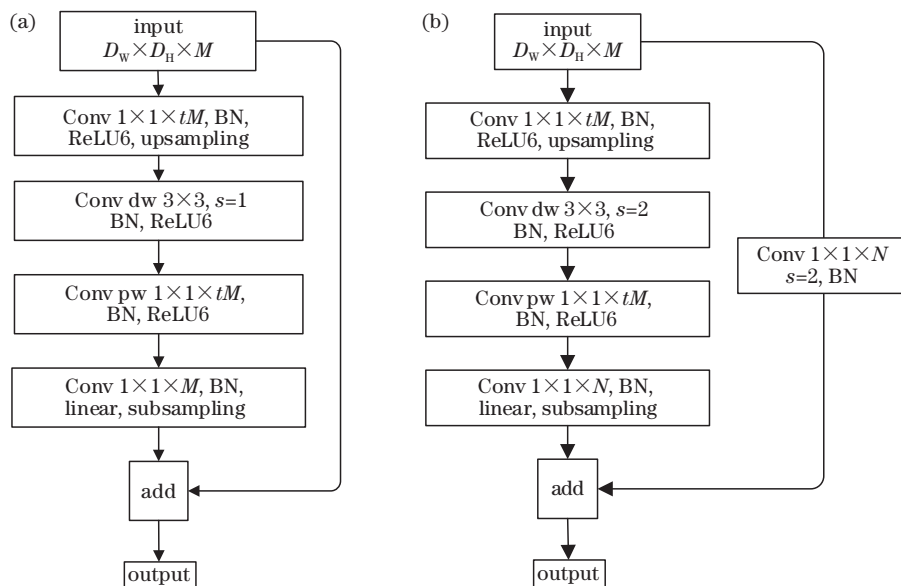 (a)
input
D_W×D_H×M
Conv 1×1×tM, BN,
ReLU6, upsampling
Conv dw 3×3, s=1
BN, ReLU6
Conv pw 1×1×tM,
BN, ReLU6
Conv 1×1×M, BN,
linear, subsampling
add
output
(b)
input
D_W×D_H×M
Conv 1×1×tM, BN,
ReLU6, upsampling
Conv dw 3×3, s=2
BN, ReLU6
Conv pw 1×1×tM,
BN, ReLU6
Conv 1×1×N, BN,
linear, subsampling
Conv 1×1×N
s=2, BN
add
output